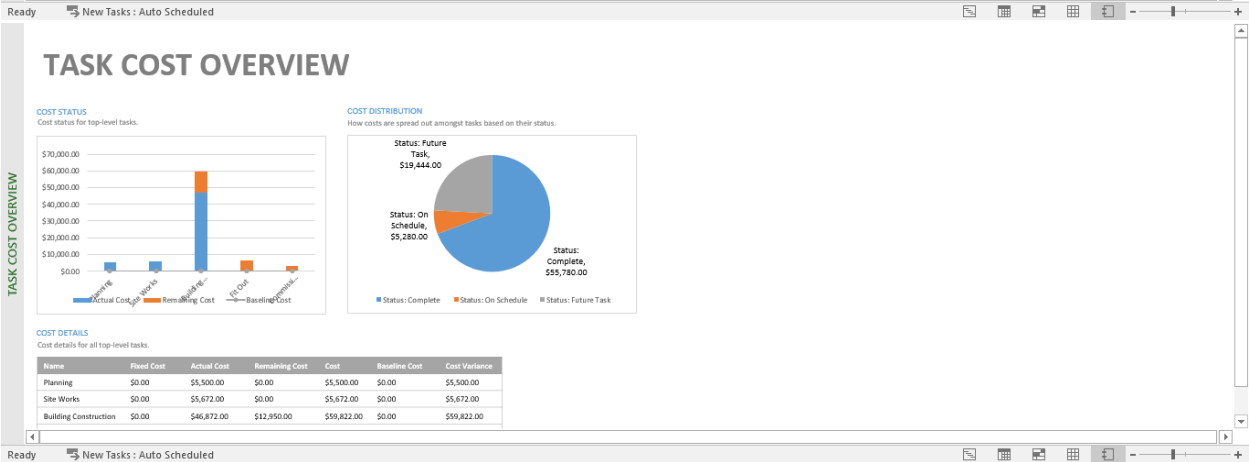 Ready New Tasks : Auto Scheduled
TASK COST OVERVIEW
TASK COST OVERVIEW
COST STATUS
Cost status for top-level tasks.
$70,000.00
$60,000.00
$50,000.00
$40,000.00
$30,000.00
$20,000.00
$10,000.00
$0.00
Planning
Site Works
Building...
Fit Out
Commissi...
Actual Cost Remaining Cost Baseline Cost
COST DISTRIBUTION
How costs are spread out amongst tasks based on their status.
Status: Future
Task,
$19,444.00
Status: On
Schedule,
$5,280.00
Status:
Complete,
$55,780.00
Status: Complete Status: On Schedule Status: Future Task
COST DETAILS
Cost details for all top-level tasks.
Name Fixed Cost Actual Cost Remaining Cost Cost Baseline Cost Cost Variance
Planning $0.00 $5,500.00 $0.00 $5,500.00 $0.00 $5,500.00
Site Works $0.00 $5,672.00 $0.00 $5,672.00 $0.00 $5,672.00
Building Construction $0.00 $46,872.00 $12,950.00 $59,822.00 $0.00 $59,822.00
Ready New Tasks : Auto Scheduled